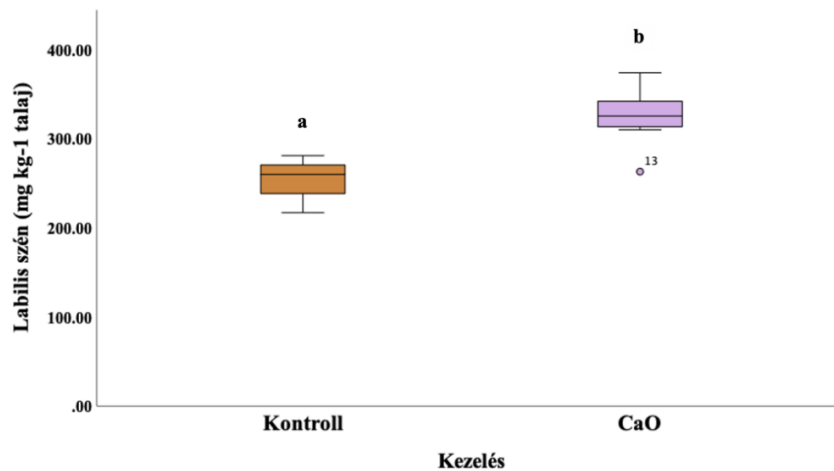 Labilis szén (mg kg-1 talaj)
400.00
300.00
200.00
100.00
.00
a
b
13
Kontroll
CaO
Kezelés